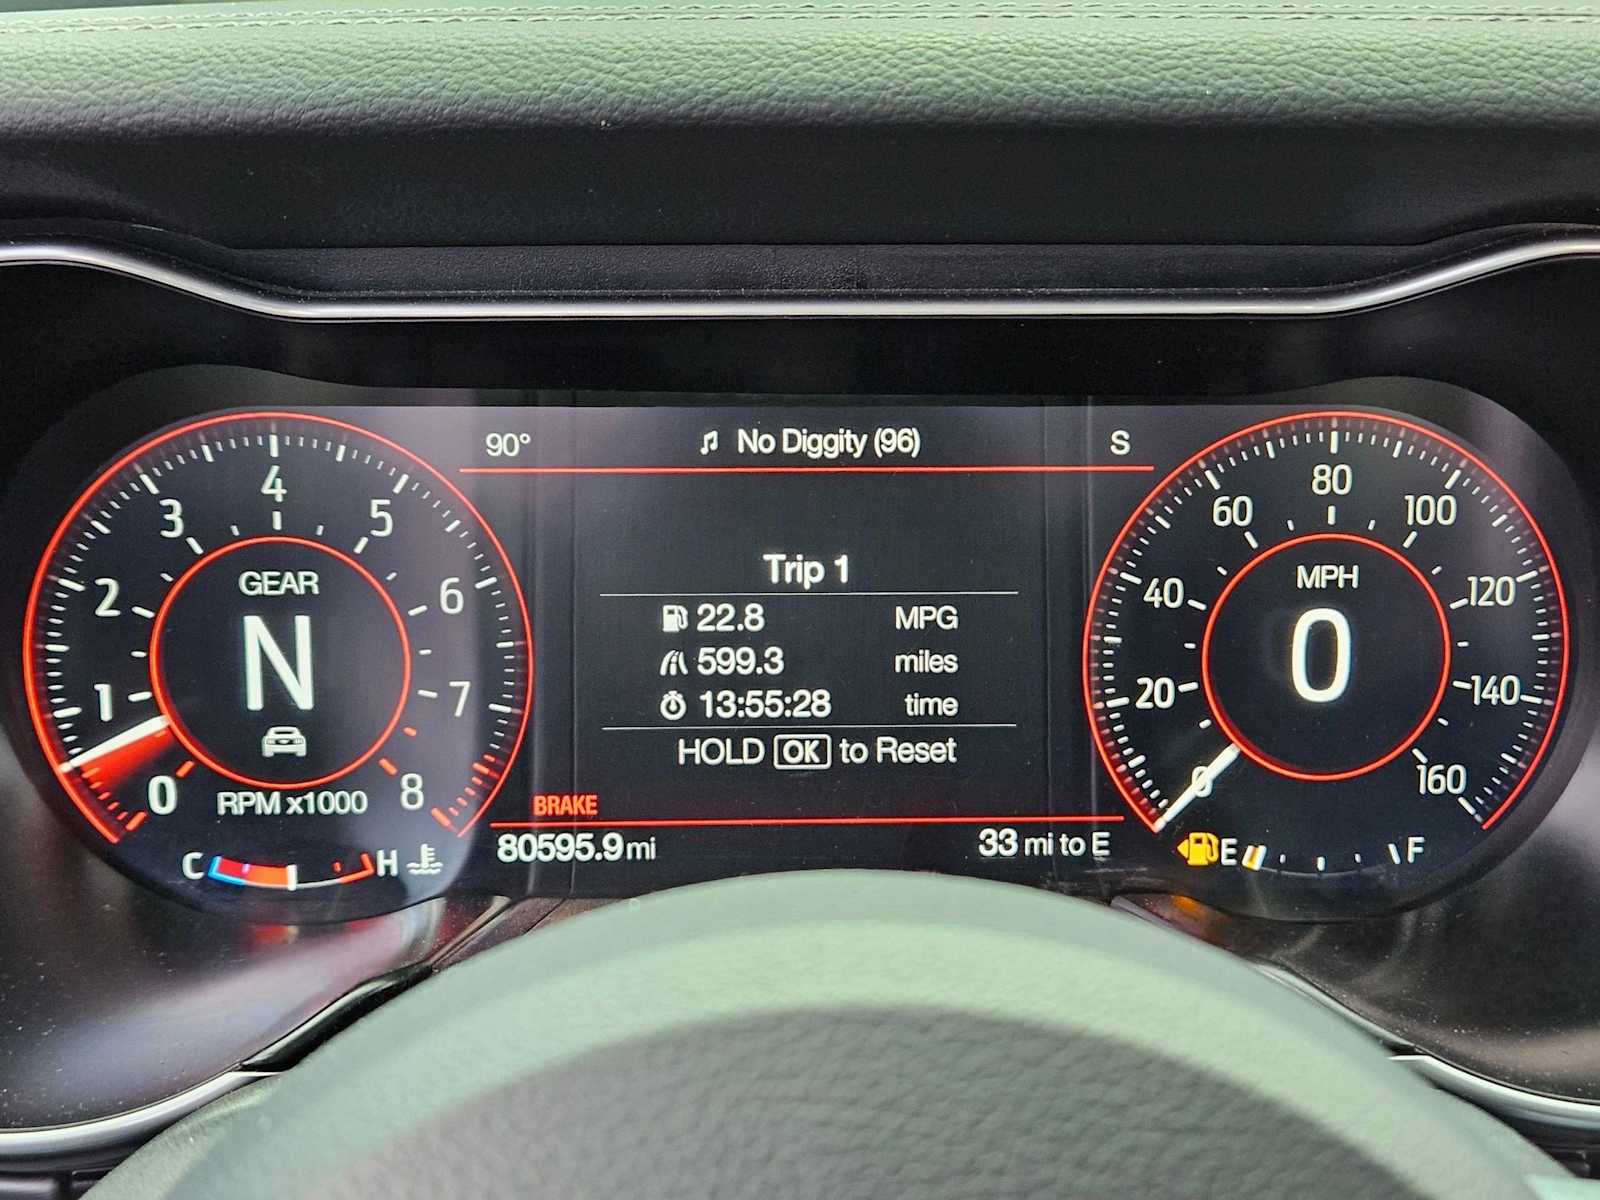 90° No Diggity (96) S
4
3 5
2 6
1 7
0 8
GEAR
N
RPM x1000
C H
Trip 1
22.8 MPG
599.3 miles
13:55:28 time
HOLD OK to Reset
BRAKE
80595.9 mi 33 mi to E
80
60 100
40 120
20 140
0 160
MPH
0
E F